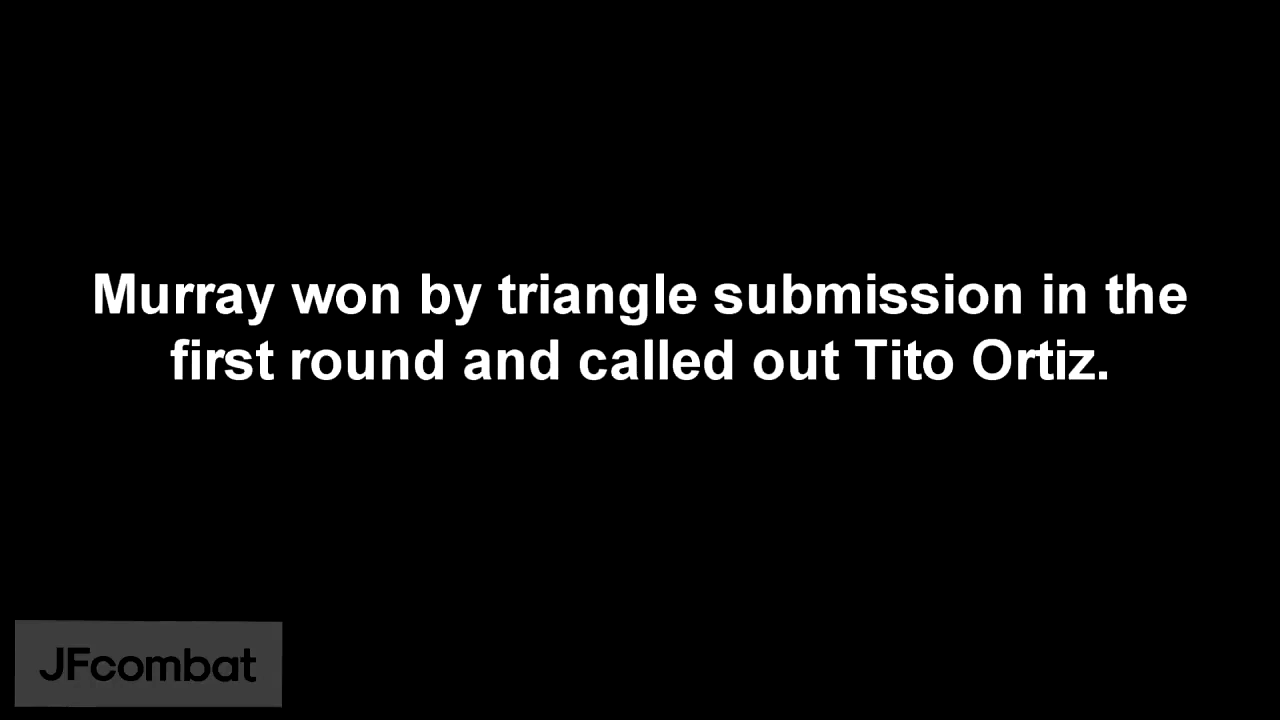 Murray won by triangle submission in the
first round and called out Tito Ortiz.
JFcombat